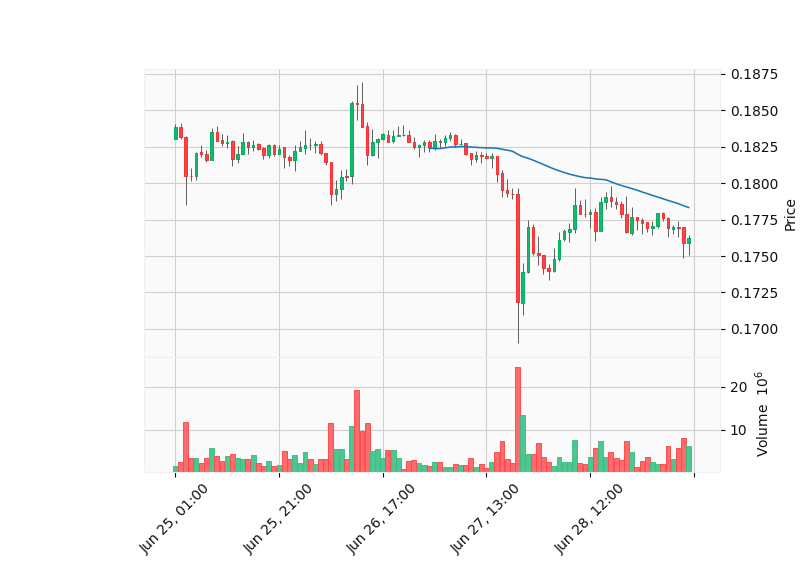 0.1875
0.1850
0.1825
0.1800
0.1775
0.1750
0.1725
0.1700
Price
20
10
Volume 10^6
Jun 25, 01:00
Jun 25, 21:00
Jun 26, 17:00
Jun 27, 13:00
Jun 28, 12:00